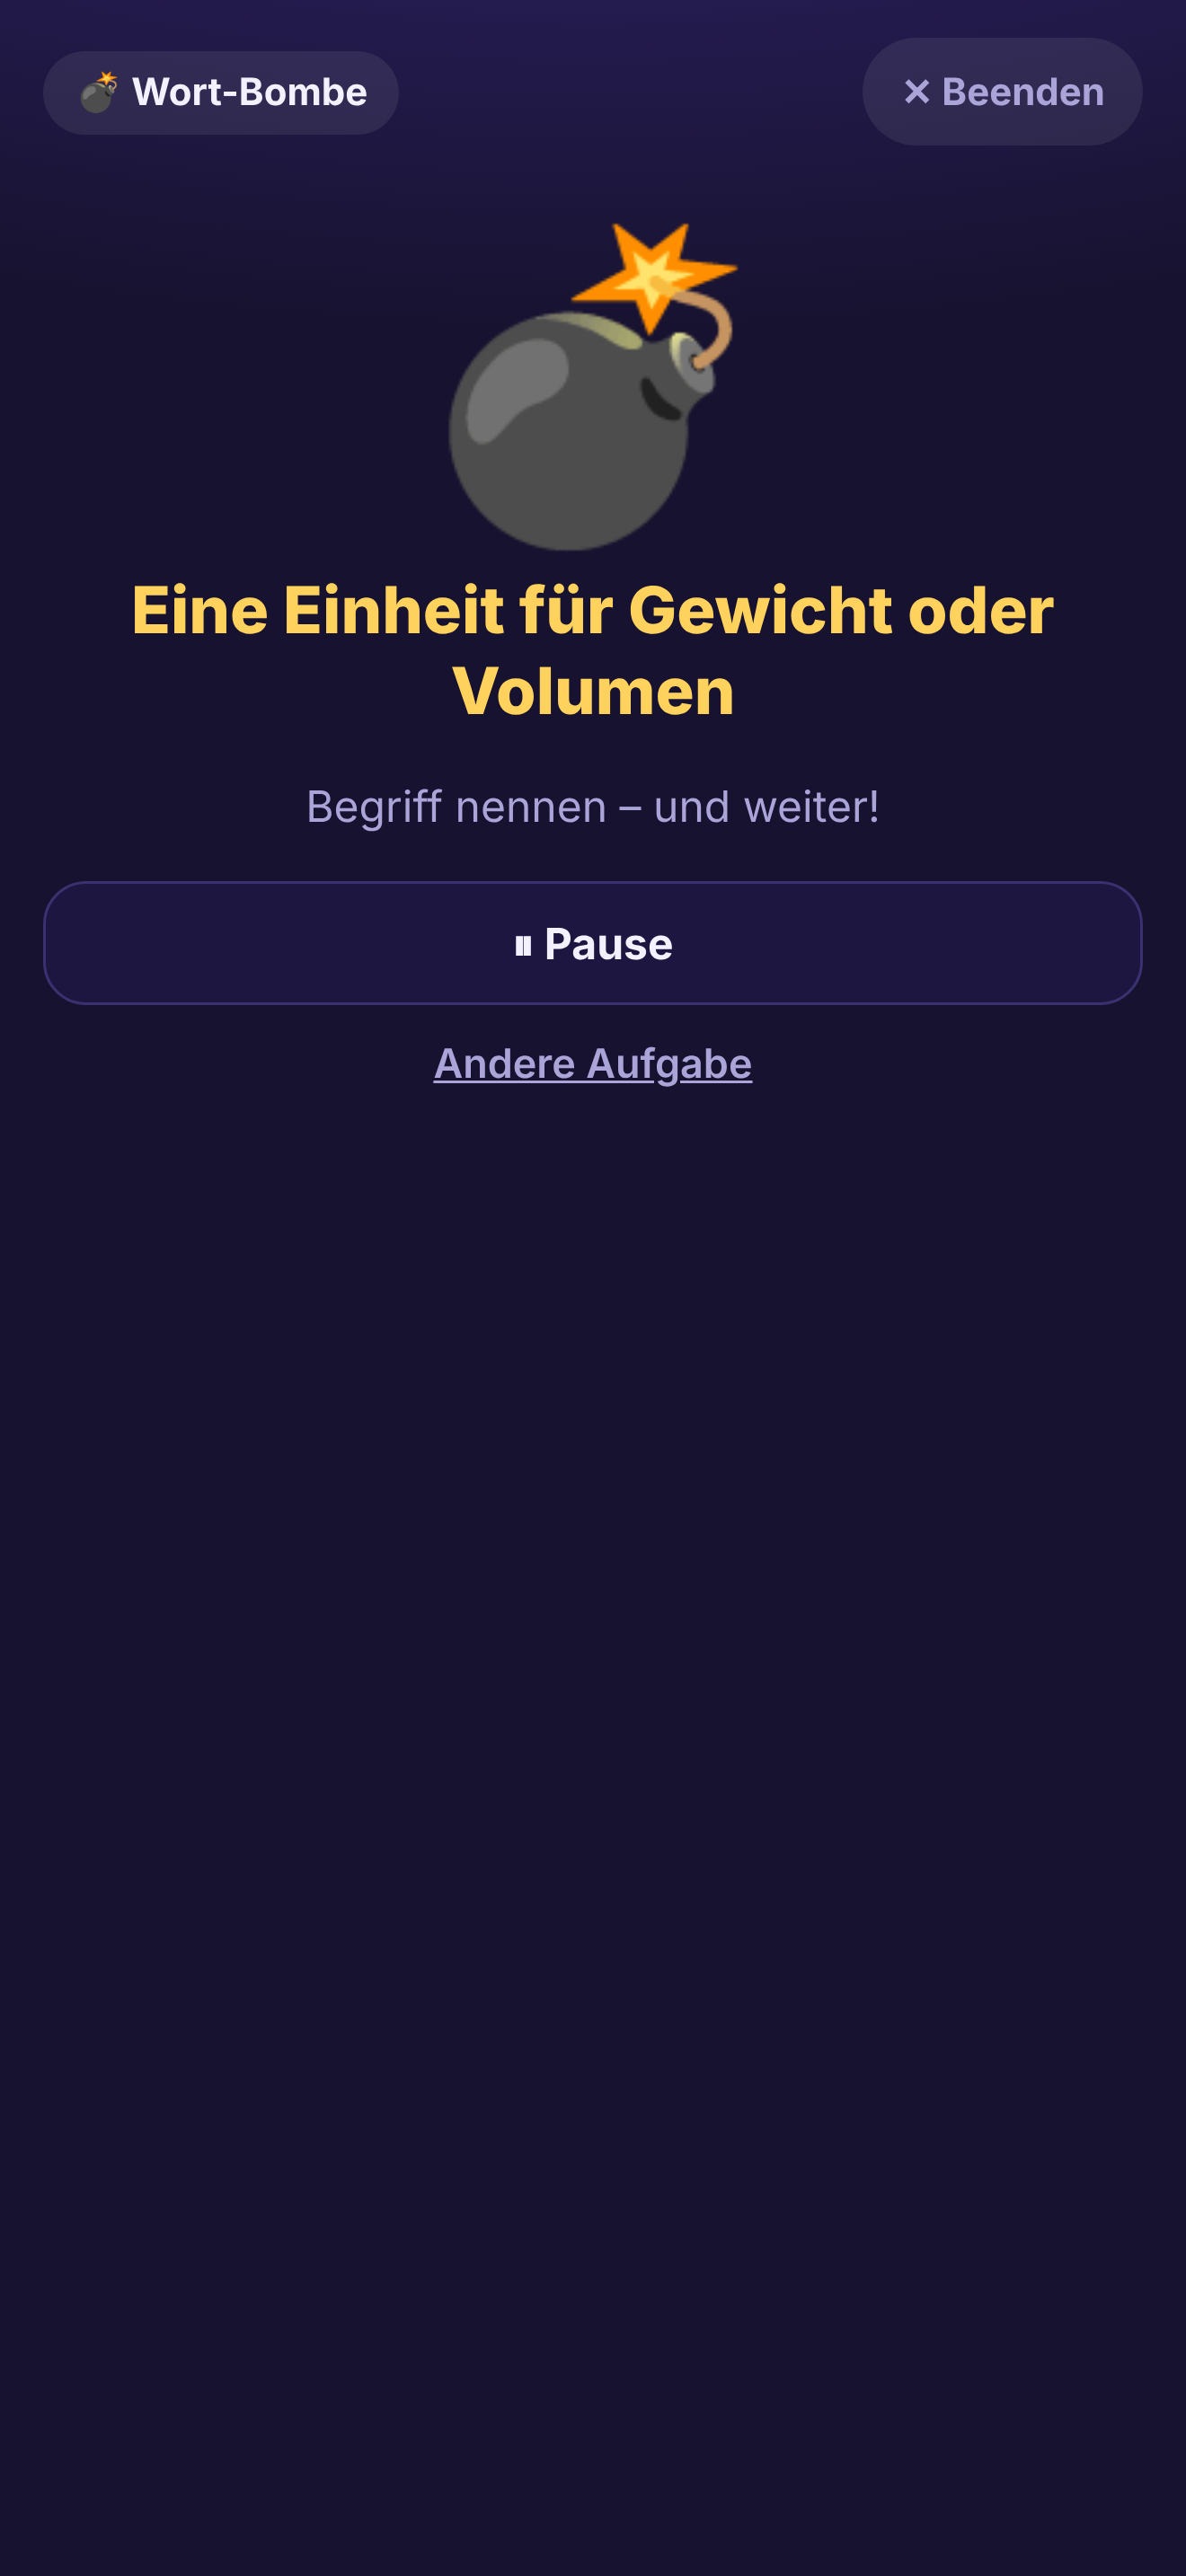 💣 Wort-Bombe
✕ Beenden
Eine Einheit für Gewicht oder
Volumen
Begriff nennen – und weiter!
⏸ Pause
Andere Aufgabe